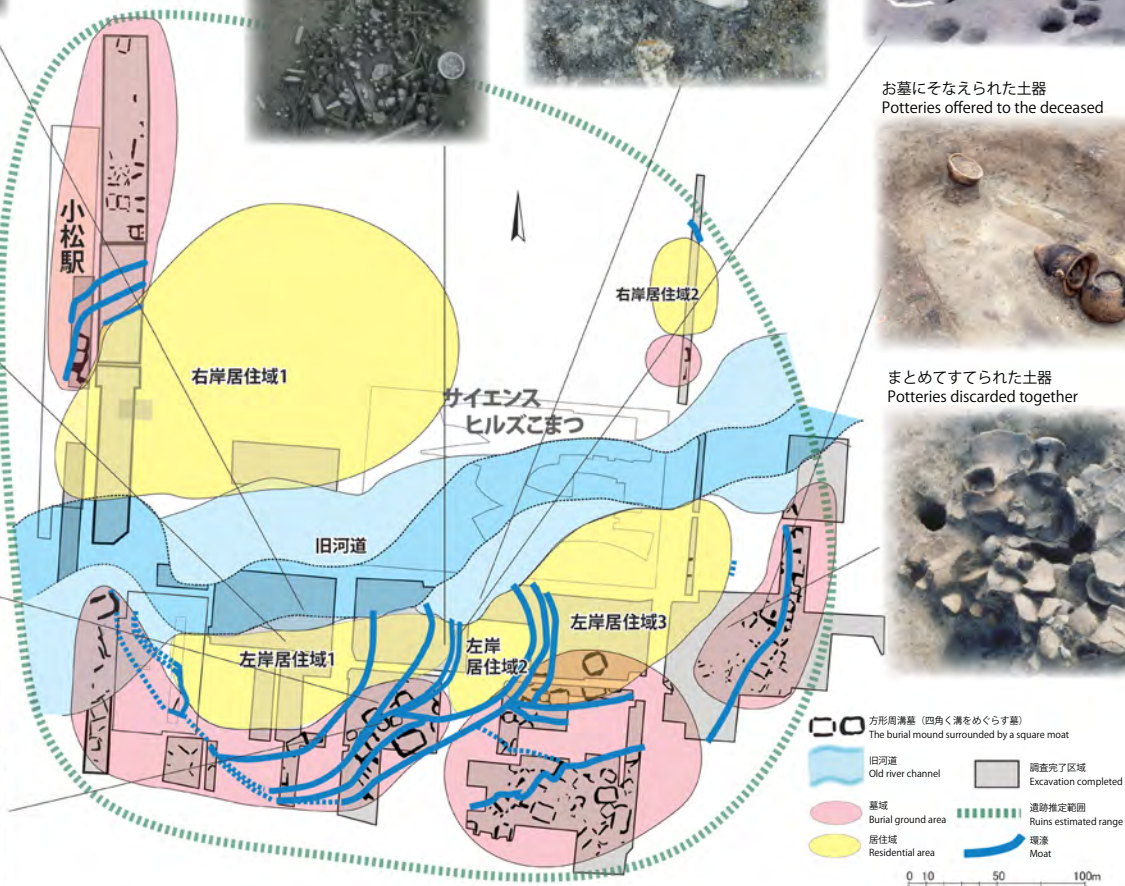 お墓にそなえられた土器
Potteries offered to the deceased
小松駅
右岸居住域2
右岸居住域1
サイエンス
ヒルズこまつ
まとめてすてられた土器
Potteries discarded together
旧河道
左岸居住域1
左岸
居住域2
左岸居住域3
方形周溝墓（四角く溝をめぐらす墓）
The burial mound surrounded by a square moat
旧河道
Old river channel
調査完了区域
Excavation completed
墓域
Burial ground area
遺跡推定範囲
Ruins estimated range
居住域
Residential area
環濠
Moat
0 10 50 100m